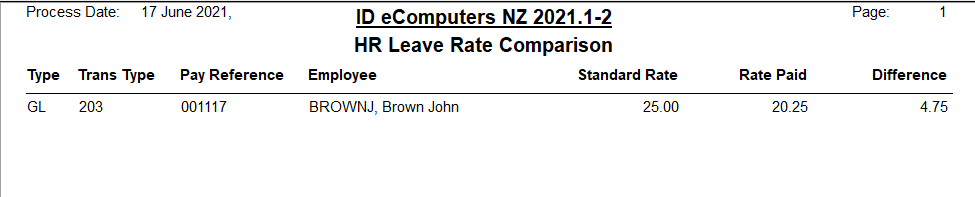 Process Date: 17 June 2021, ID eComputers NZ 2021.1-2 Page: 1
HR Leave Rate Comparison
Type Trans Type Pay Reference Employee Standard Rate Rate Paid Difference
GL 203 001117 BROWNJ, Brown John 25.00 20.25 4.75